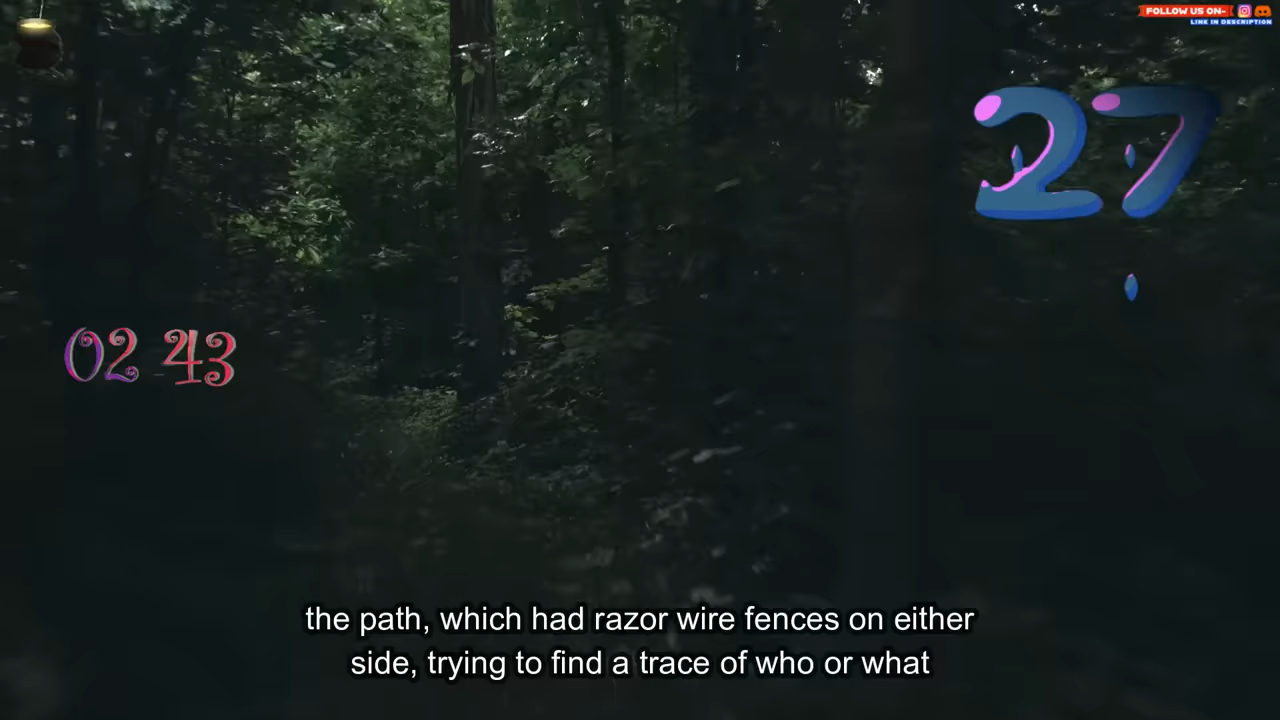 FOLLOW US ON-
LINK IN DESCRIPTION
27
02 43
the path, which had razor wire fences on either
side, trying to find a trace of who or what